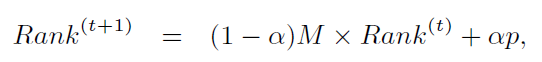 Rank^{(t+1)} = (1 − α)M × Rank^{(t)} + αp,